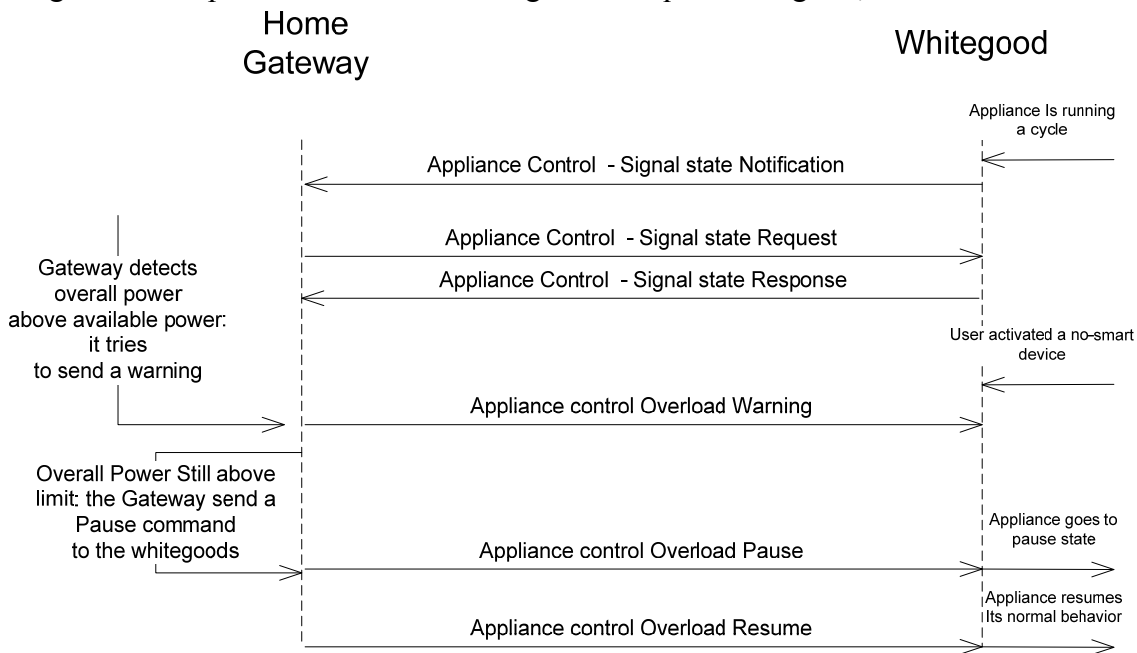 Home
Gateway
Whitegood
Appliance Is running
a cycle
Appliance Control - Signal state Notification
Appliance Control - Signal state Request
Gateway detects
overall power
above available power:
it tries
to send a warning
Appliance Control - Signal state Response
User activated a no-smart
device
Appliance control Overload Warning
Overall Power Still above
limit: the Gateway send a
Pause command
to the whitegoods
Appliance goes to
pause state
Appliance control Overload Pause
Appliance resumes
Its normal behavior
Appliance control Overload Resume